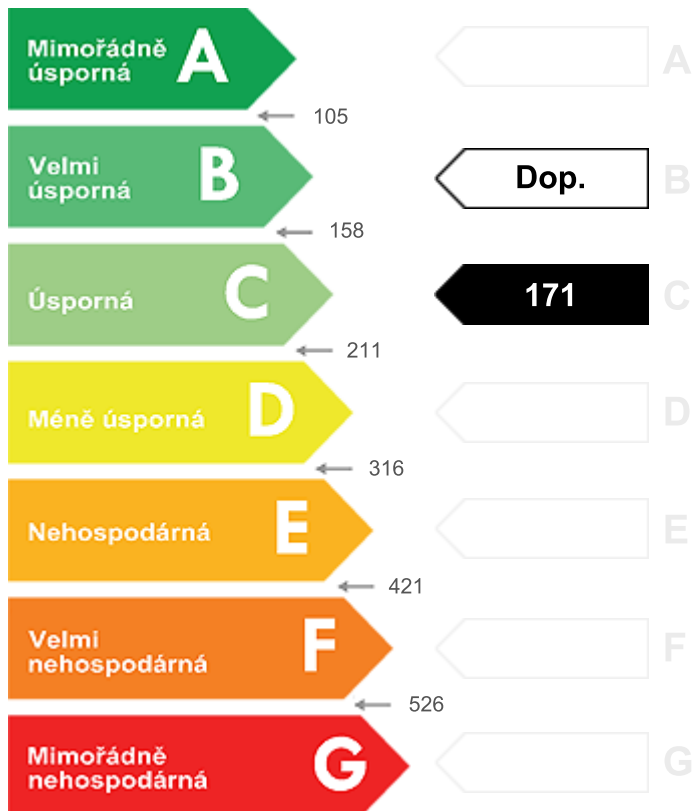 Mimořádně
úsporná
A
A
105
Velmi
úsporná
B
Dop.
B
158
Úsporná
C
171
C
211
Méně úsporná
D
D
316
Nehospodárná
E
E
421
Velmi
nehospodárná
F
F
526
Mimořádně
nehospodárná
G
G